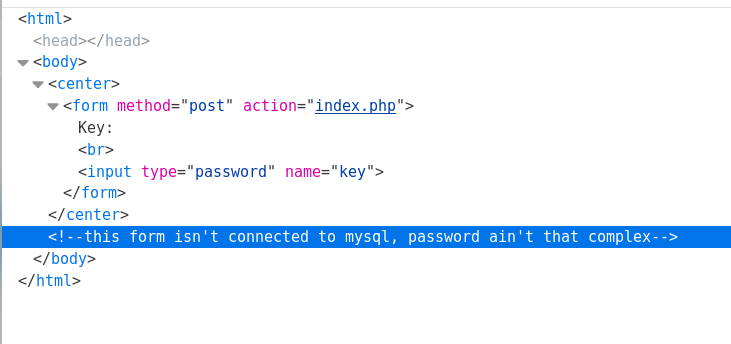 <html>
<head></head>
<body>
<center>
<form method="post" action="index.php">
Key:
<br>
<input type="password" name="key">
</form>
</center>
<!--this form isn't connected to mysql, password ain't that complex-->
</body>
</html>